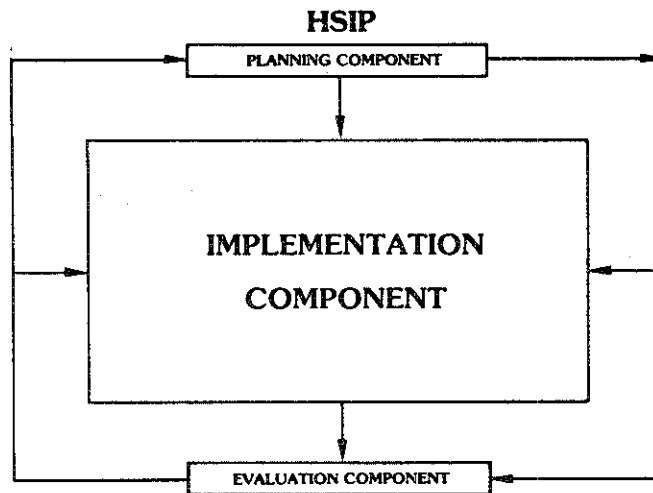 HSIP
PLANNING COMPONENT
IMPLEMENTATION
COMPONENT
EVALUATION COMPONENT